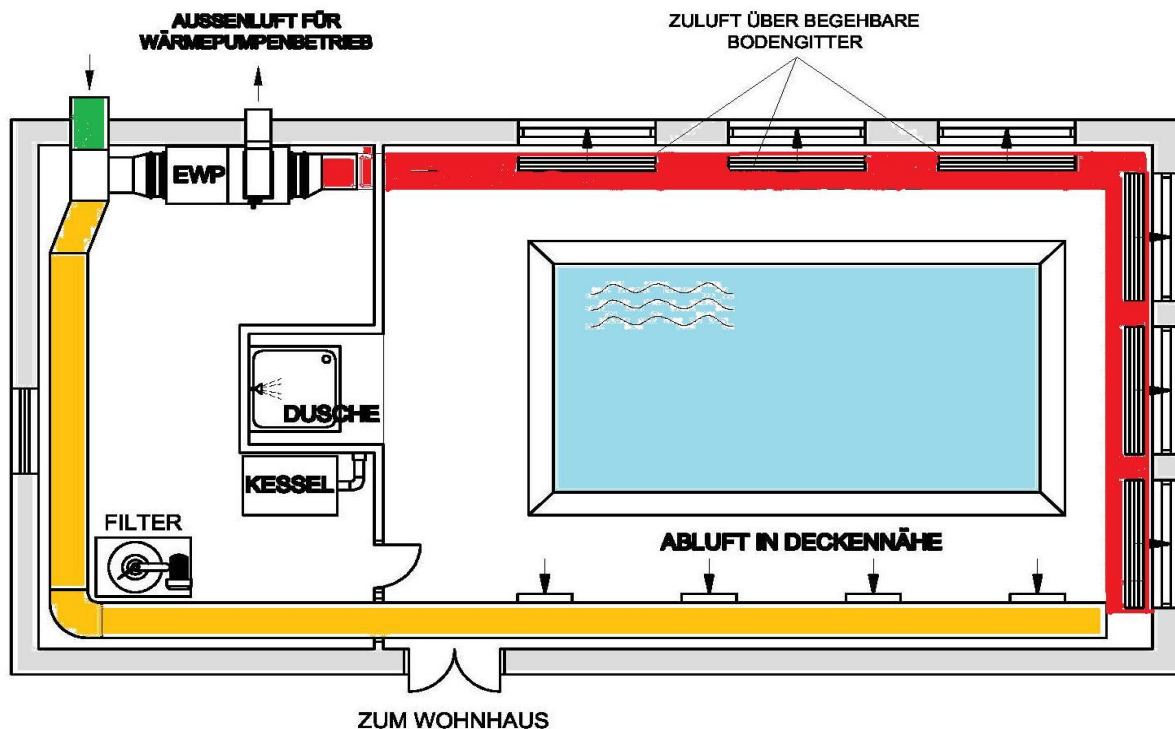 AUSSENLUFT FÜR
WÄRMEPUMPENBETRIEB
ZULUFT ÜBER BEGEHBARE
BODENGITTER
EWP
DUSCHE
KESSEL
FILTER
ABLUFT IN DECKENNÄHE
ZUM WOHNHAUS